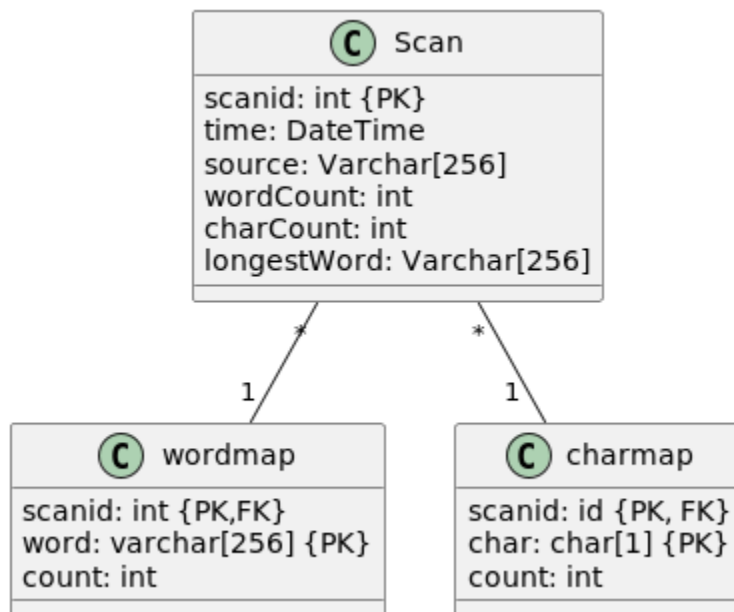 C Scan
scanid: int {PK}
time: DateTime
source: Varchar[256]
wordCount: int
charCount: int
longestWord: Varchar[256]
* *
1 1
C wordmap
scanid: int {PK,FK}
word: varchar[256] {PK}
count: int
C charmap
scanid: id {PK, FK}
char: char[1] {PK}
count: int